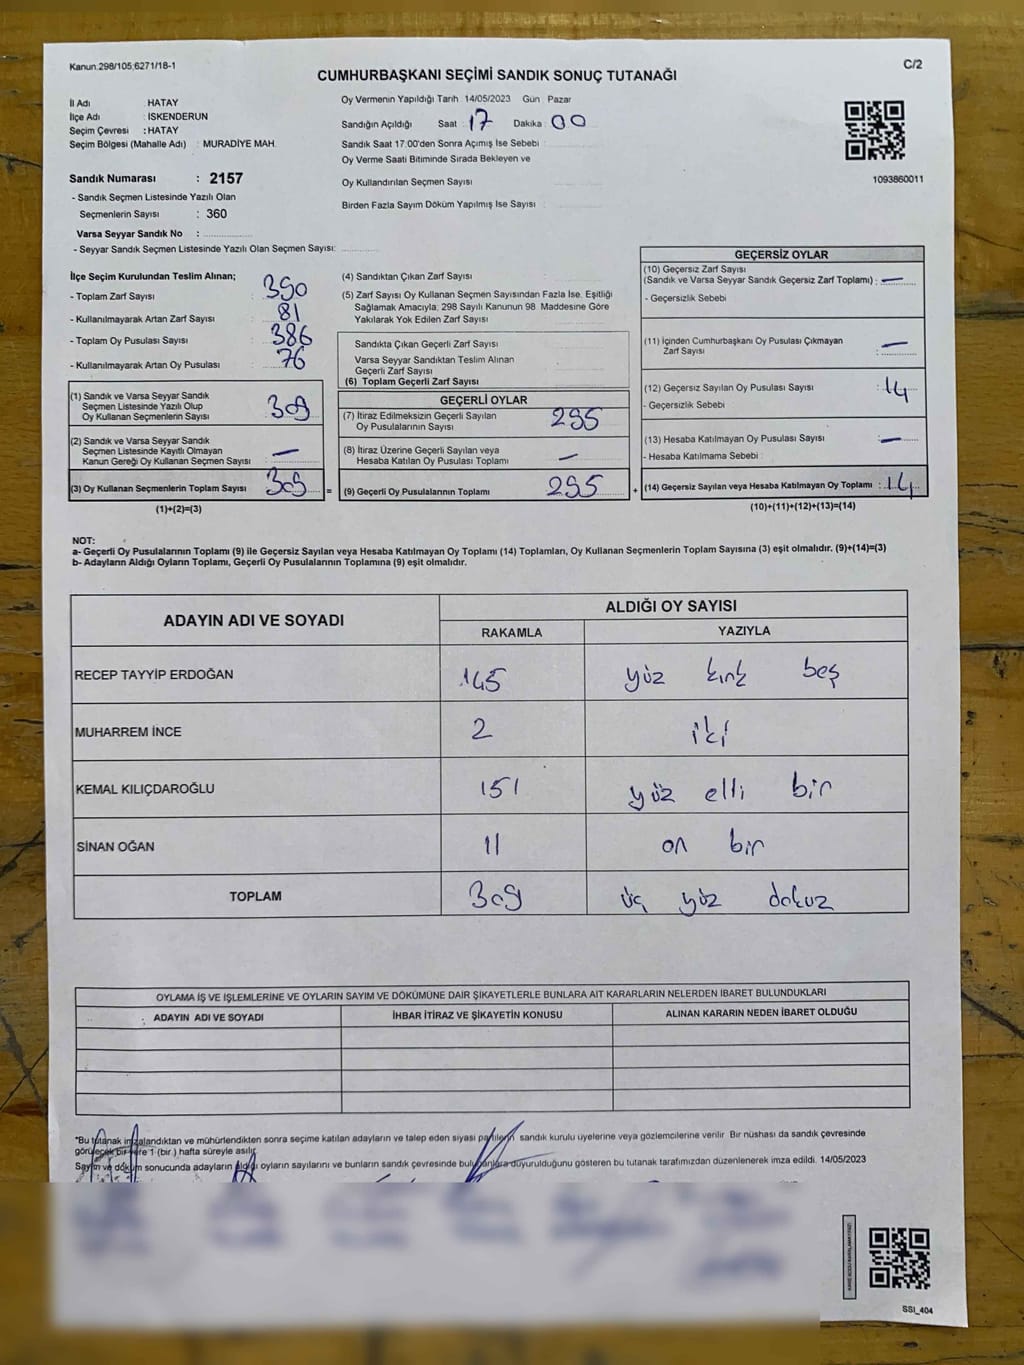 Kanun:298/105;6271/18-1
C/2
CUMHURBAŞKANI SEÇİMİ SANDIK SONUÇ TUTANAĞI
İl Adı : HATAY
İlçe Adı : İSKENDERUN
Seçim Çevresi : HATAY
Seçim Bölgesi (Mahalle Adı) : MURADİYE MAH.
Sandık Numarası : 2157
- Sandık Seçmen Listesinde Yazılı Olan
Seçmenlerin Sayısı : 360
Varsa Seyyar Sandık No :
- Seyyar Sandık Seçmen Listesinde Yazılı Olan Seçmen Sayısı:
Oy Vermenin Yapıldığı Tarih 14/05/2023 Gün Pazar
Sandığın Açıldığı Saat : 17 Dakika : 00
Sandık Saat 17:00'den Sonra Açımış İse Sebebi :
Oy Verme Saati Bitiminde Sırada Bekleyen ve
Oy Kullandırılan Seçmen Sayısı
Birden Fazla Sayım Döküm Yapılmış İse Sayısı :
1093860011
İlçe Seçim Kurulundan Teslim Alınan;
- Toplam Zarf Sayısı : 390
- Kullanılmayarak Artan Zarf Sayısı : 81
- Toplam Oy Pusulası Sayısı : 386
- Kullanılmayarak Artan Oy Pusulası : 76
(1) Sandık ve Varsa Seyyar Sandık
Seçmen Listesinde Yazılı Olup
Oy Kullanan Seçmenlerin Sayısı : 309
(2) Sandık ve Varsa Seyyar Sandık
Seçmen Listesinde Kayıtlı Olmayan
Kanun Gereği Oy Kullanan Seçmen Sayısı : —
(3) Oy Kullanan Seçmenlerin Toplam Sayısı : 309 =
(1)+(2)=(3)
(4) Sandıktan Çıkan Zarf Sayısı
(5) Zarf Sayısı Oy Kullanan Seçmen Sayısından Fazla İse, Eşitliği
Sağlamak Amacıyla; 298 Sayılı Kanunun 98. Maddesine Göre
Yakılarak Yok Edilen Zarf Sayısı
Sandıkta Çıkan Geçerli Zarf Sayısı
Varsa Seyyar Sandıktan Teslim Alınan
Geçerli Zarf Sayısı
(6) Toplam Geçerli Zarf Sayısı
GEÇERLİ OYLAR
(7) İtiraz Edilmeksizin Geçerli Sayılan
Oy Pusulalarının Sayısı 295
(8) İtiraz Üzerine Geçerli Sayılan veya
Hesaba Katılan Oy Pusulası Toplamı —
(9) Geçerli Oy Pusulalarının Toplamı 295 +
GEÇERSİZ OYLAR
(10) Geçersiz Zarf Sayısı
(Sandık ve Varsa Seyyar Sandık Geçersiz Zarf Toplamı) : —
- Geçersizlik Sebebi
(11) İçinden Cumhurbaşkanı Oy Pusulası Çıkmayan
Zarf Sayısı : —
(12) Geçersiz Sayılan Oy Pusulası Sayısı : 14
- Geçersizlik Sebebi
(13) Hesaba Katılmayan Oy Pusulası Sayısı : —
- Hesaba Katılmama Sebebi
(14) Geçersiz Sayılan veya Hesaba Katılmayan Oy Toplamı : 14
(10)+(11)+(12)+(13)=(14)
NOT:
a- Geçerli Oy Pusulalarının Toplamı (9) ile Geçersiz Sayılan veya Hesaba Katılmayan Oy Toplamı (14) Toplamları, Oy Kullanan Seçmenlerin Toplam Sayısına (3) eşit olmalıdır. (9)+(14)=(3)
b- Adayların Aldığı Oyların Toplamı, Geçerli Oy Pusulalarının Toplamına (9) eşit olmalıdır.
ADAYIN ADI VE SOYADI
ALDIĞI OY SAYISI
RAKAMLA YAZIYLA
RECEP TAYYİP ERDOĞAN 145 yüz kırk beş
MUHARREM İNCE 2 iki
KEMAL KILIÇDAROĞLU 151 yüz elli bir
SİNAN OĞAN 11 on bir
TOPLAM 309 üç yüz dokuz
OYLAMA İŞ VE İŞLEMLERİNE VE OYLARIN SAYIM VE DÖKÜMÜNE DAİR ŞİKAYETLERLE BUNLARA AİT KARARLARIN NELERDEN İBARET BULUNDUKLARI
ADAYIN ADI VE SOYADI İHBAR İTİRAZ VE ŞİKAYETİN KONUSU ALINAN KARARIN NEDEN İBARET OLDUĞU
*Bu tutanak imzalandıktan ve mühürlendikten sonra seçime katılan adayların ve talep eden siyasi partilerin sandık kurulu üyelerine veya gözlemcilerine verilir. Bir nüshası da sandık çevresinde
görülecek bir yere 1 (bir ) hafta süreyle asılır.
Sayım ve döküm sonucunda adayların aldığı oyların sayılarını ve bunların sandık çevresinde bulunanlara duyurulduğunu gösteren bu tutanak tarafımızdan düzenlenerek imza edildi. 14/05/2023
SSI_404